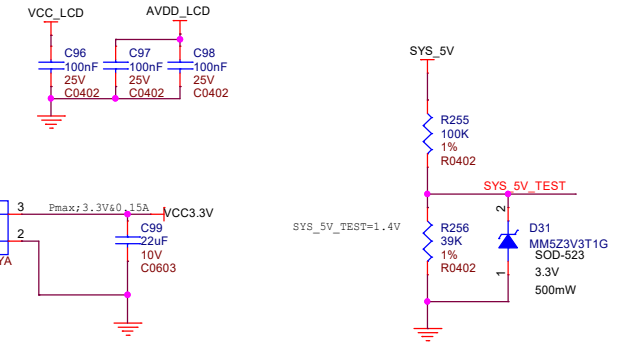 VCC_LCD
AVDD_LCD
C96
100nF
25V
C0402
C97
100nF
25V
C0402
C98
100nF
25V
C0402
SYS_5V
R255
100K
1%
R0402
SYS_5V_TEST
3
Pmax;3.3V&0.15A
VCC3.3V
2
YA
C99
22uF
10V
C0603
SYS_5V_TEST=1.4V
R256
39K
1%
R0402
2
1
D31
MM5Z3V3T1G
SOD-523
3.3V
500mW